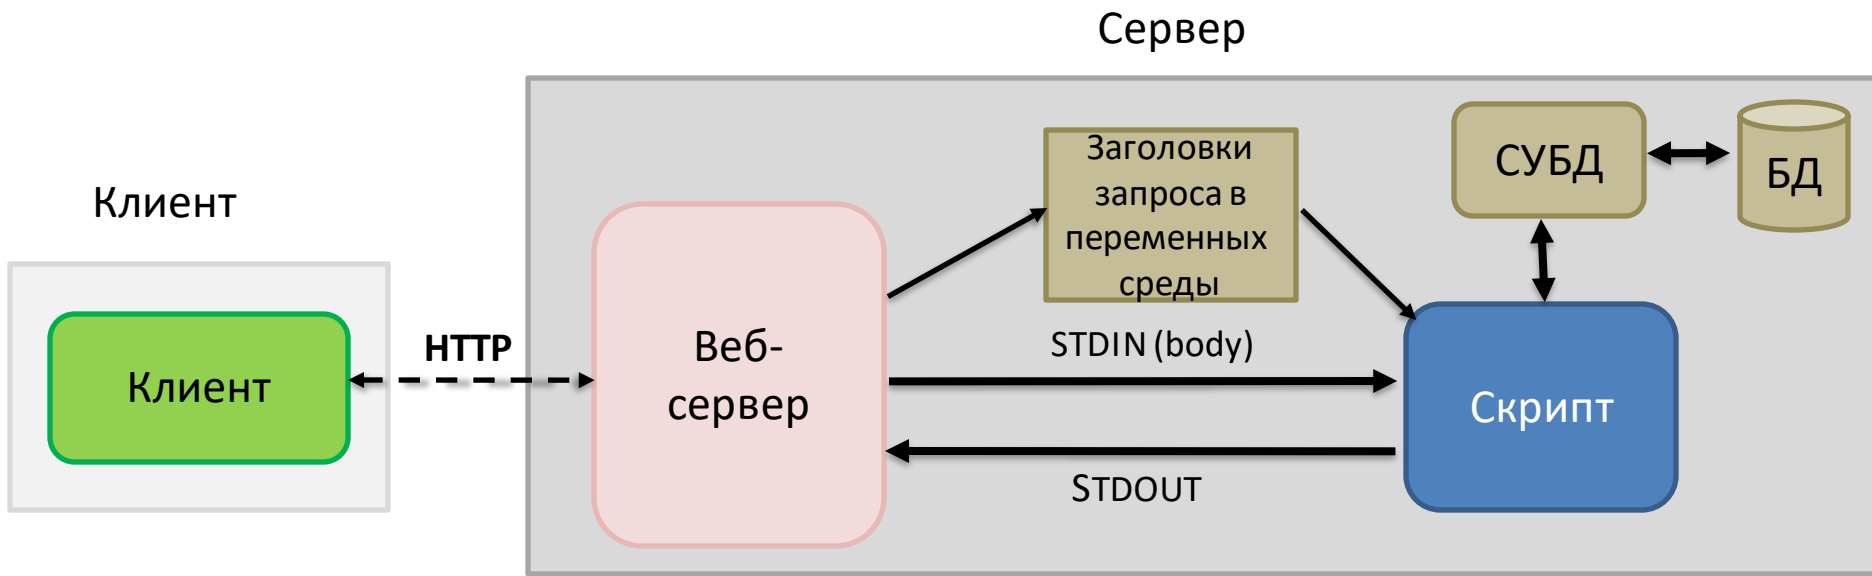 Сервер
Клиент
Клиент
HTTP
Веб-
сервер
Заголовки
запроса в
переменных
среды
STDIN (body)
STDOUT
СУБД
БД
Скрипт